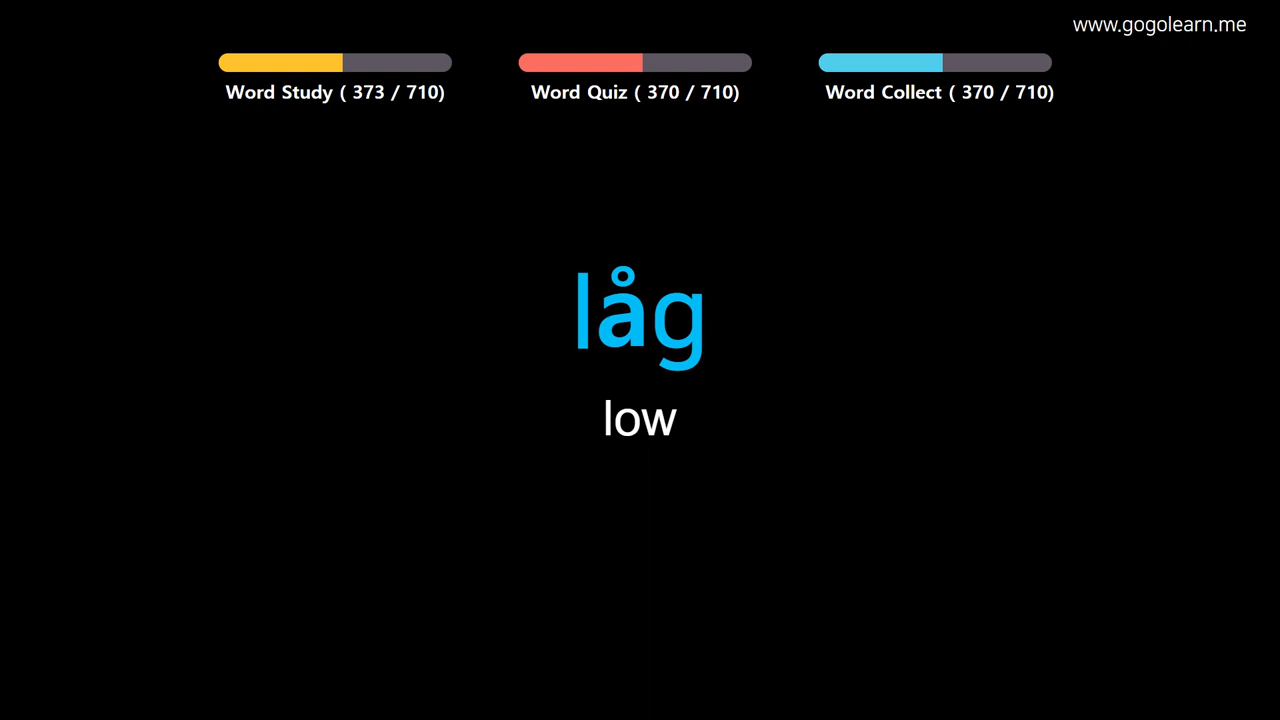 www.gogolearn.me
Word Study ( 373 / 710)
Word Quiz ( 370 / 710)
Word Collect ( 370 / 710)
låg
low